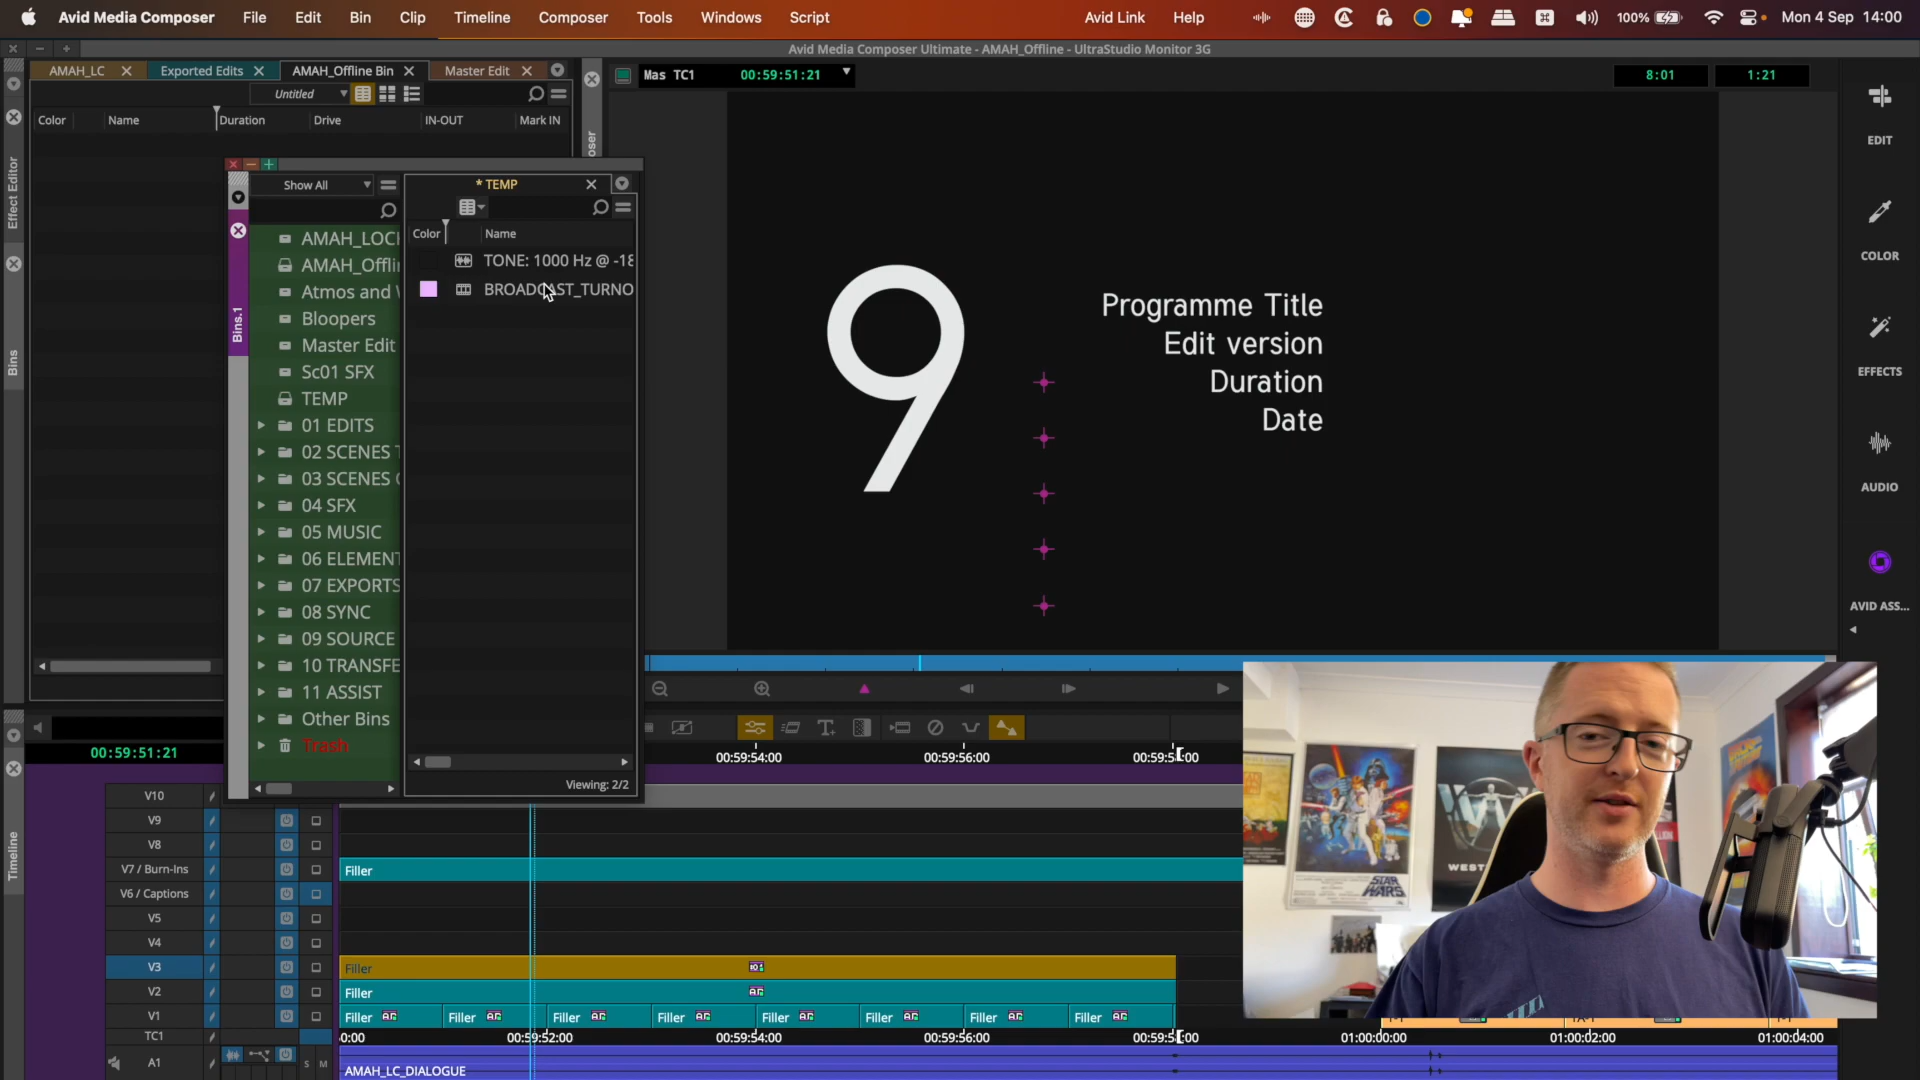 Avid Media Composer File Edit Bin Clip Timeline Composer Tools Windows Script Avid Link Help 100% Mon 4 Sep 14:00
Avid Media Composer Ultimate - AMAH_Offline - UltraStudio Monitor 3G
AMAH_LC Exported Edits AMAH_Offline Bin Master Edit
Mas TC1 00:59:51:21 8:01 1:21
Untitled
Color Name Duration Drive IN-OUT Mark IN
Effect Editor
Bins
oser
Show All
* TEMP
Color Name
TONE: 1000 Hz @ -18
BROADCAST_TURNO
Viewing: 2/2
Bins.1
AMAH_LOC
AMAH_Offli
Atmos and
Bloopers
Master Edit
Sc01 SFX
TEMP
01 EDITS
02 SCENES
03 SCENES
04 SFX
05 MUSIC
06 ELEMENT
07 EXPORTS
08 SYNC
09 SOURCE
10 TRANSFE
11 ASSIST
Other Bins
Trash
9
Programme Title
Edit version
Duration
Date
EDIT
COLOR
EFFECTS
AUDIO
AVID ASS...
00:59:51:21
00:59:54:00 00:59:56:00
Timeline
V10
V9
V8
V7 / Burn-Ins Filler
V6 / Captions
V5
V4
V3 Filler
V2 Filler
V1 Filler Filler Filler Filler Filler Filler Filler Filler
TC1 0:00 00:59:52:00 00:59:54:00 00:59:56:00 01:00:00:00 01:00:02:00 01:00:04:00
A1 S M
AMAH_LC_DIALOGUE
STAR WARS
WEST